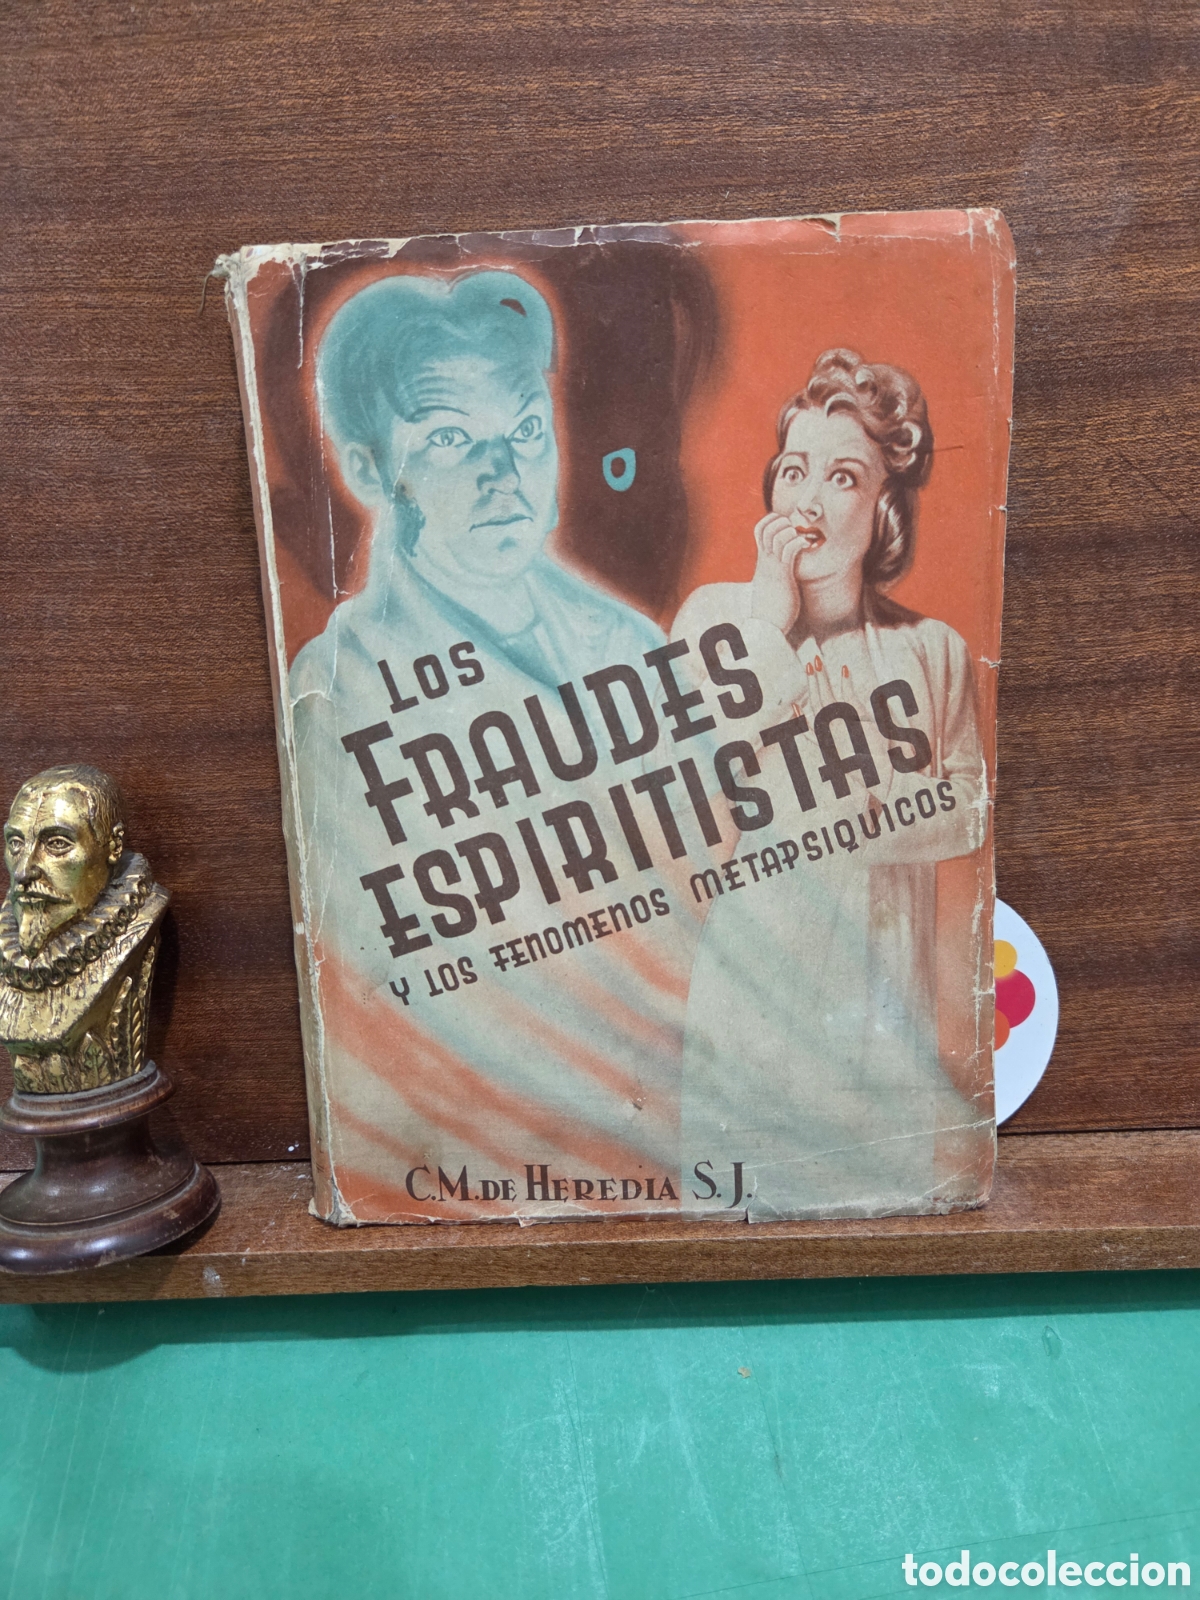 LOS
FRAUDES
ESPIRITISTAS
Y LOS FENOMENOS METAPSIQUICOS
C.M. DE HEREDIA S.J.
todocoleccion